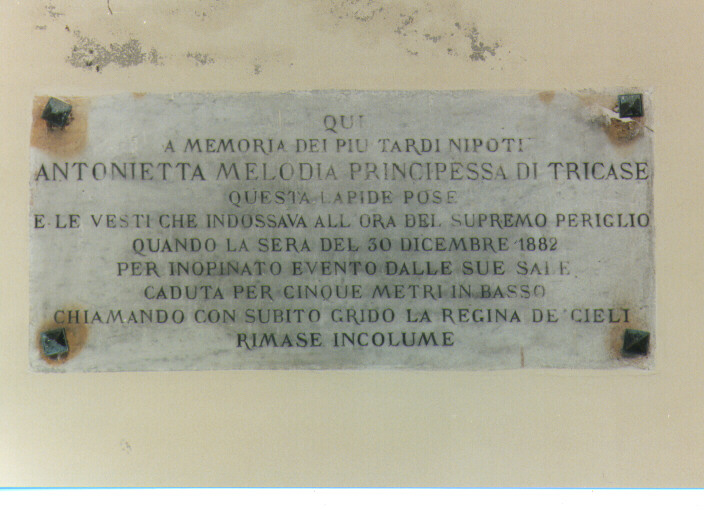 QUI
A MEMORIA DEI PIU TARDI NIPOTI
ANTONIETTA MELODIA PRINCIPESSA DI TRICASE
QUESTA LAPIDE POSE
E LE VESTI CHE INDOSSAVA ALL'ORA DEL SUPREMO PERIGLIO
QUANDO LA SERA DEL 30 DICEMBRE 1882
PER INOPINATO EVENTO DALLE SUE SALE
CADUTA PER CINQUE METRI IN BASSO
CHIAMANDO CON SUBITO GRIDO LA REGINA DE' CIELI
RIMASE INCOLUME